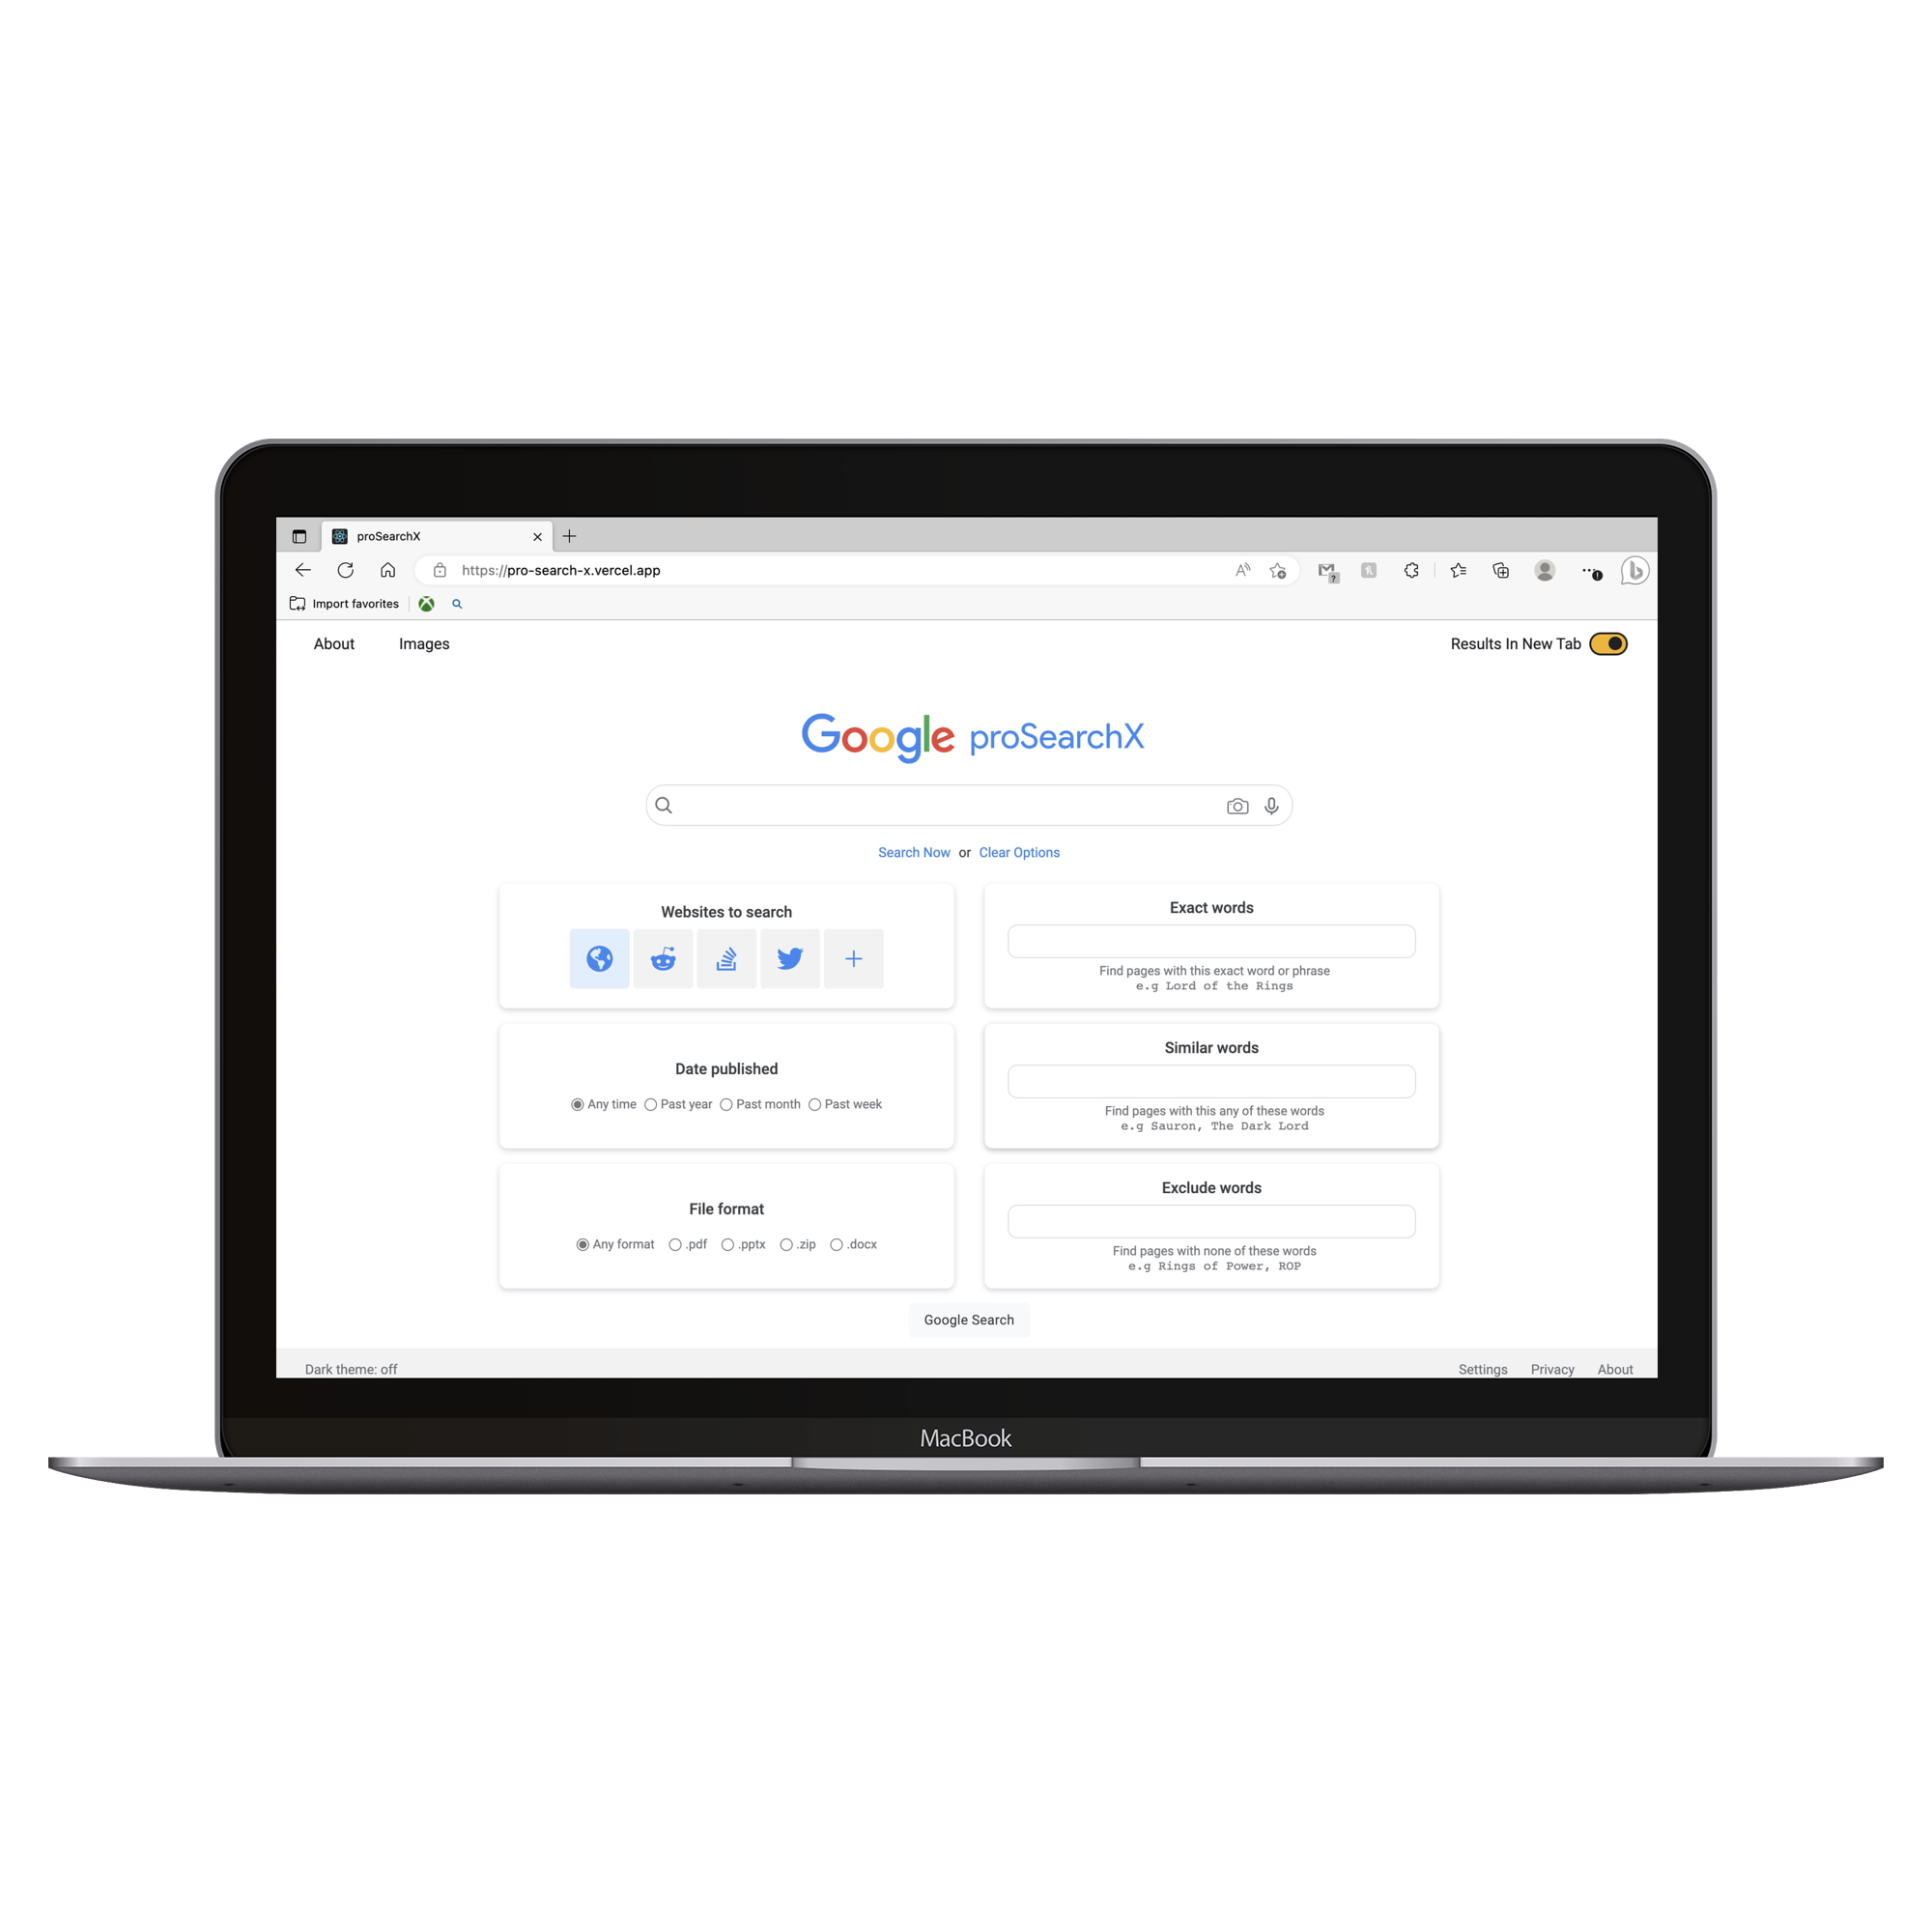 proSearchX
https://pro-search-x.vercel.app
Import favorites
About Images Results In New Tab
Google proSearchX
Search Now or Clear Options
Websites to search
Exact words
Find pages with this exact word or phrase
e.g Lord of the Rings
Date published
Any time Past year Past month Past week
Similar words
Find pages with this any of these words
e.g Sauron, The Dark Lord
File format
Any format .pdf .pptx .zip .docx
Exclude words
Find pages with none of these words
e.g Rings of Power, ROP
Google Search
Dark theme: off Settings Privacy About
MacBook